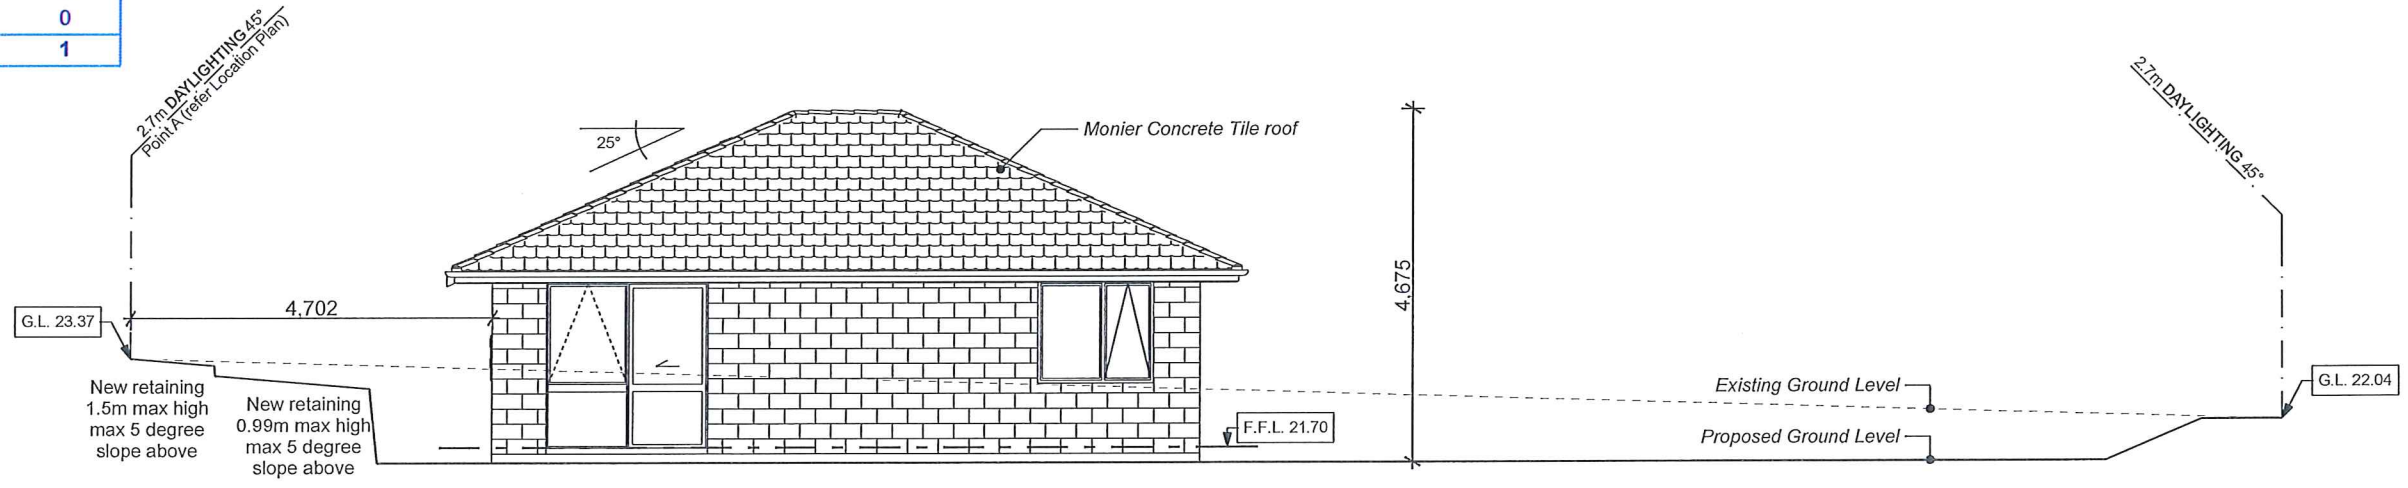 0
1
2.7m DAYLIGHTING 45°
Point A (refer Location Plan)
2.7m DAYLIGHTING 45°
25°
Monier Concrete Tile roof
4,675
4,702
G.L. 23.37
New retaining
1.5m max high
max 5 degree
slope above
New retaining
0.99m max high
max 5 degree
slope above
F.F.L. 21.70
Existing Ground Level
Proposed Ground Level
G.L. 22.04